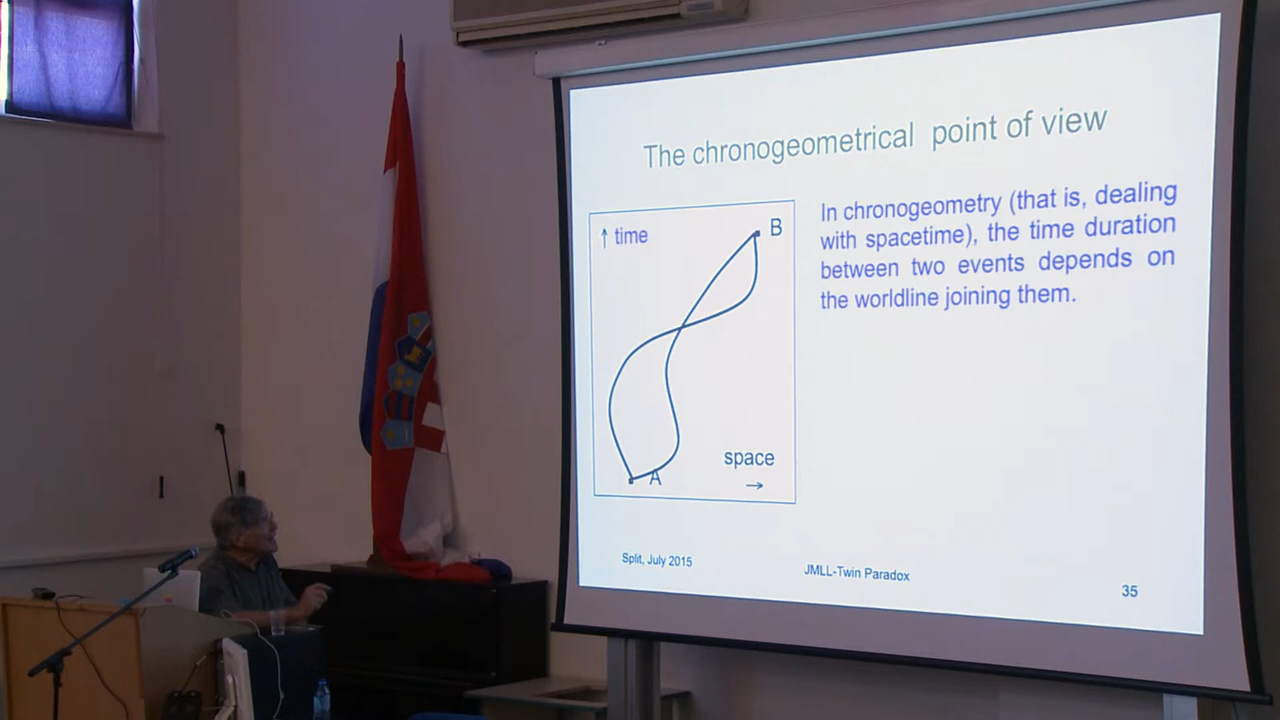 The chronogeometrical point of view
↑ time
B
A
space
→
In chronogeometry (that is, dealing
with spacetime), the time duration
between two events depends on
the worldline joining them.
Split, July 2015
JMLL-Twin Paradox
35